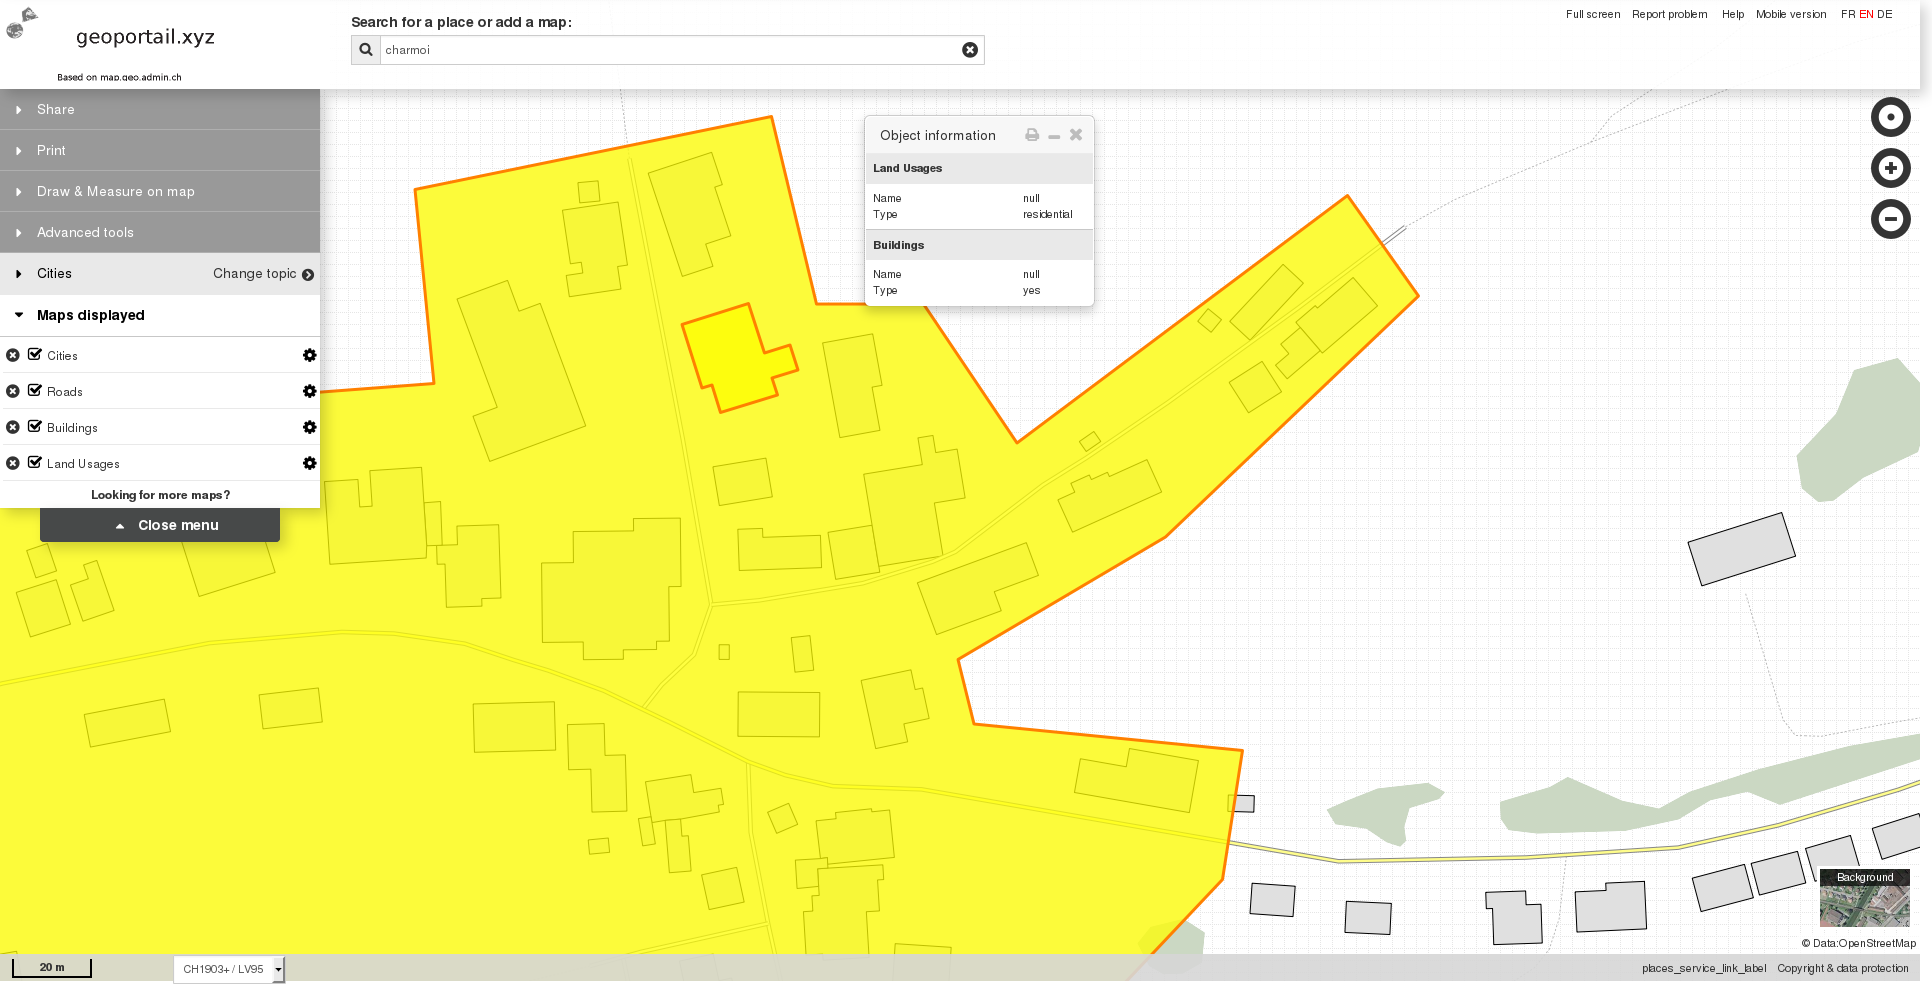 geoportail.xyz
Based on map.geo.admin.ch
Search for a place or add a map:
charmoi
Full screen Report problem Help Mobile version FR EN DE
Share
Print
Draw & Measure on map
Advanced tools
Cities Change topic
Maps displayed
Cities
Roads
Buildings
Land Usages
Looking for more maps?
Close menu
Object information
Land Usages
Name null
Type residential
Buildings
Name null
Type yes
Background
© Data:OpenStreetMap
20 m
CH1903+ / LV95
places_service_link_label Copyright & data protection